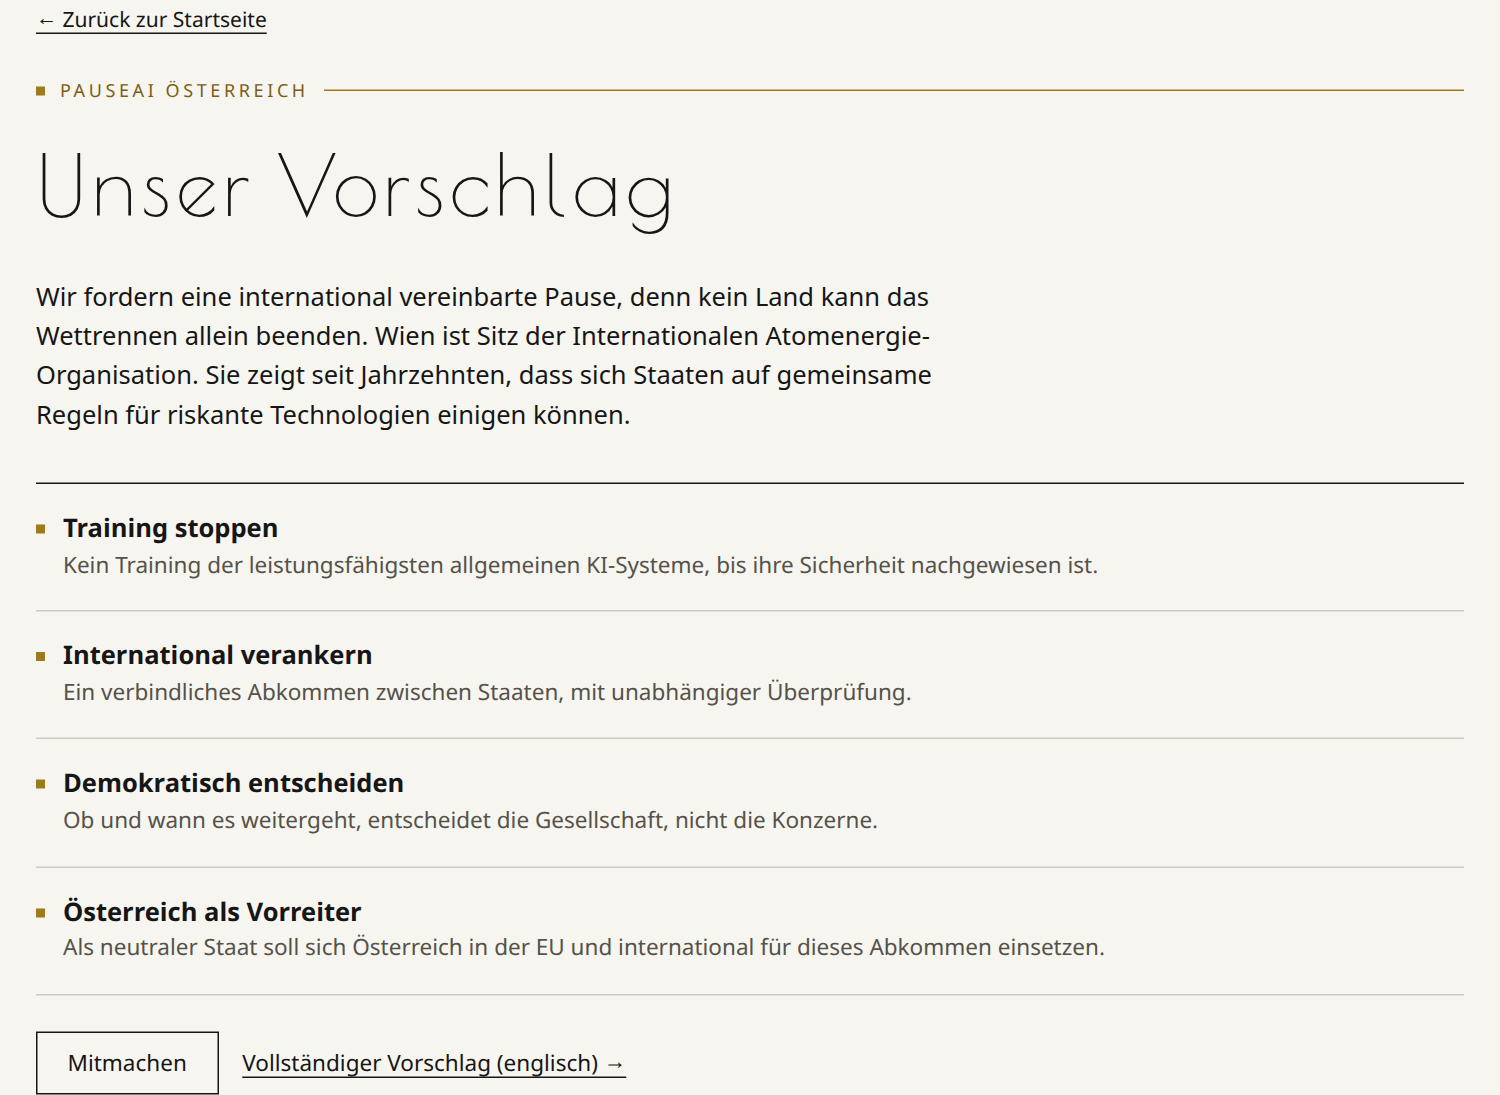 ← Zurück zur Startseite
PAUSEAI ÖSTERREICH
Unser Vorschlag
Wir fordern eine international vereinbarte Pause, denn kein Land kann das
Wettrennen allein beenden. Wien ist Sitz der Internationalen Atomenergie-
Organisation. Sie zeigt seit Jahrzehnten, dass sich Staaten auf gemeinsame
Regeln für riskante Technologien einigen können.
Training stoppen
Kein Training der leistungsfähigsten allgemeinen KI-Systeme, bis ihre Sicherheit nachgewiesen ist.
International verankern
Ein verbindliches Abkommen zwischen Staaten, mit unabhängiger Überprüfung.
Demokratisch entscheiden
Ob und wann es weitergeht, entscheidet die Gesellschaft, nicht die Konzerne.
Österreich als Vorreiter
Als neutraler Staat soll sich Österreich in der EU und international für dieses Abkommen einsetzen.
Mitmachen
Vollständiger Vorschlag (englisch) →